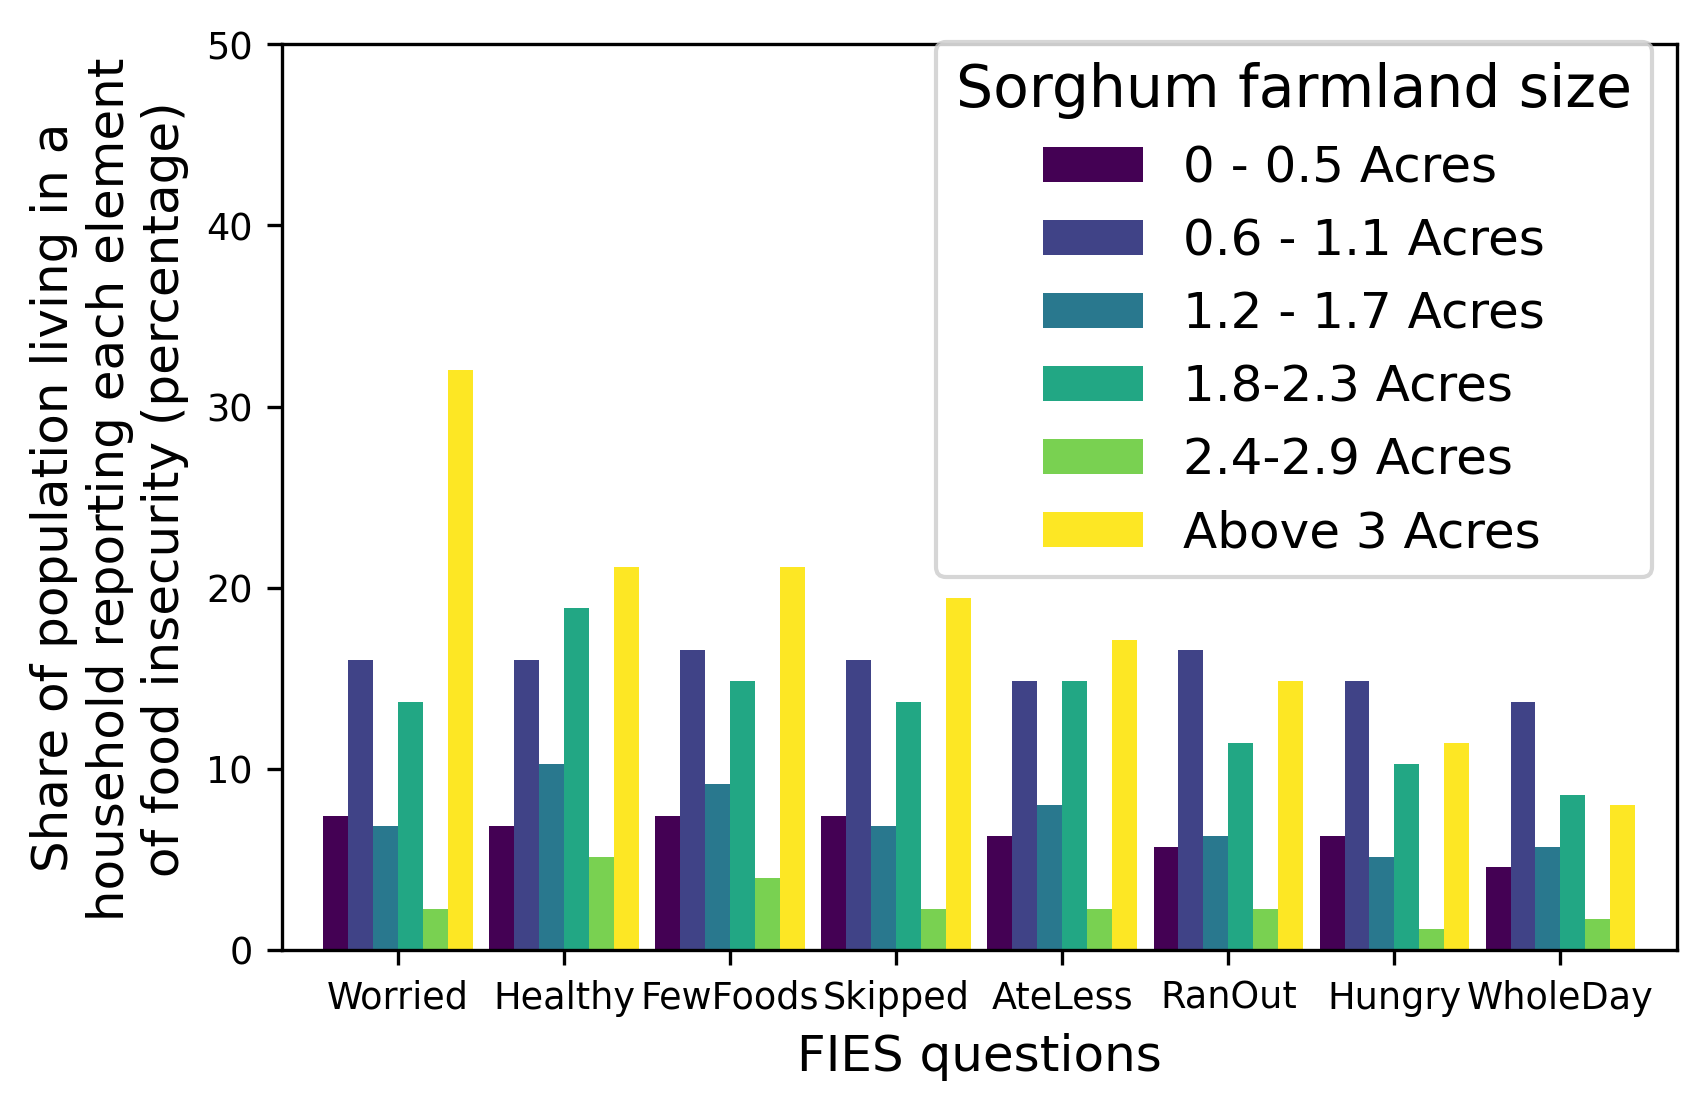 Share of population living in a
household reporting each element
of food insecurity (percentage)
50
40
30
20
10
0
Sorghum farmland size
0 - 0.5 Acres
0.6 - 1.1 Acres
1.2 - 1.7 Acres
1.8-2.3 Acres
2.4-2.9 Acres
Above 3 Acres
Worried Healthy FewFoods Skipped AteLess RanOut Hungry WholeDay
FIES questions